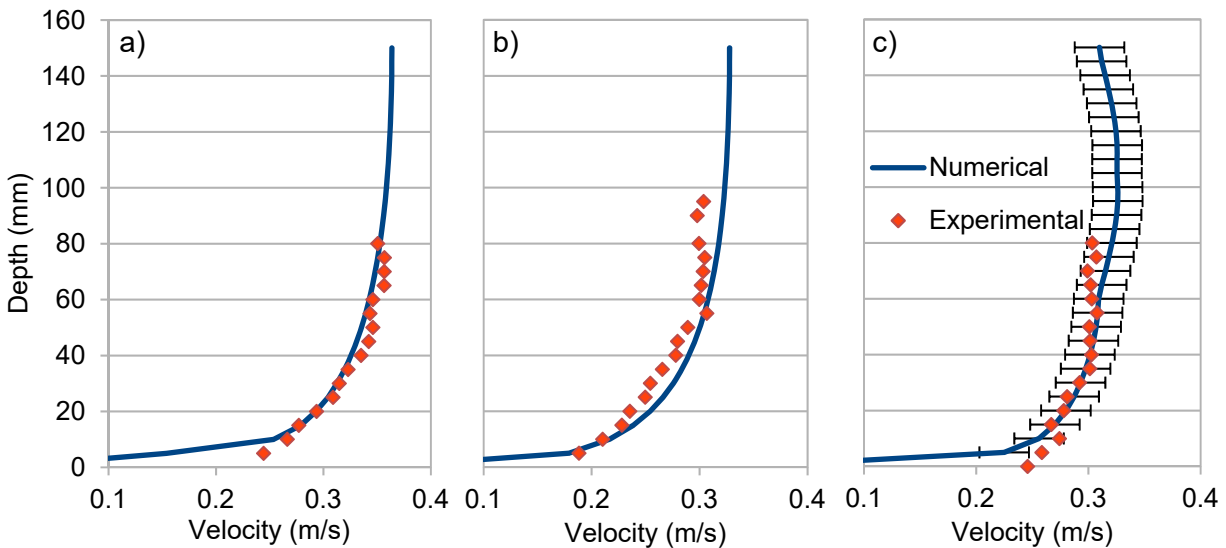 a)
b)
c)
160
140
120
100
80
60
40
20
0
Depth (mm)
Numerical
Experimental
0.1 0.2 0.3 0.4
0.1 0.2 0.3 0.4
0.1 0.2 0.3 0.4
Velocity (m/s)
Velocity (m/s)
Velocity (m/s)